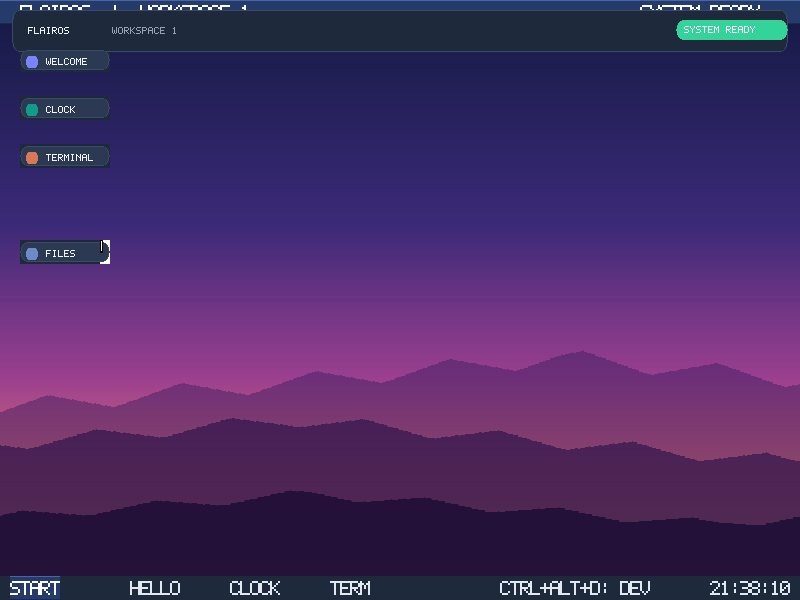 FLAIROS WORKSPACE 1 SYSTEM READY
WELCOME
CLOCK
TERMINAL
FILES
START HELLO CLOCK TERM CTRL+ALT+D: DEV 21:38:10